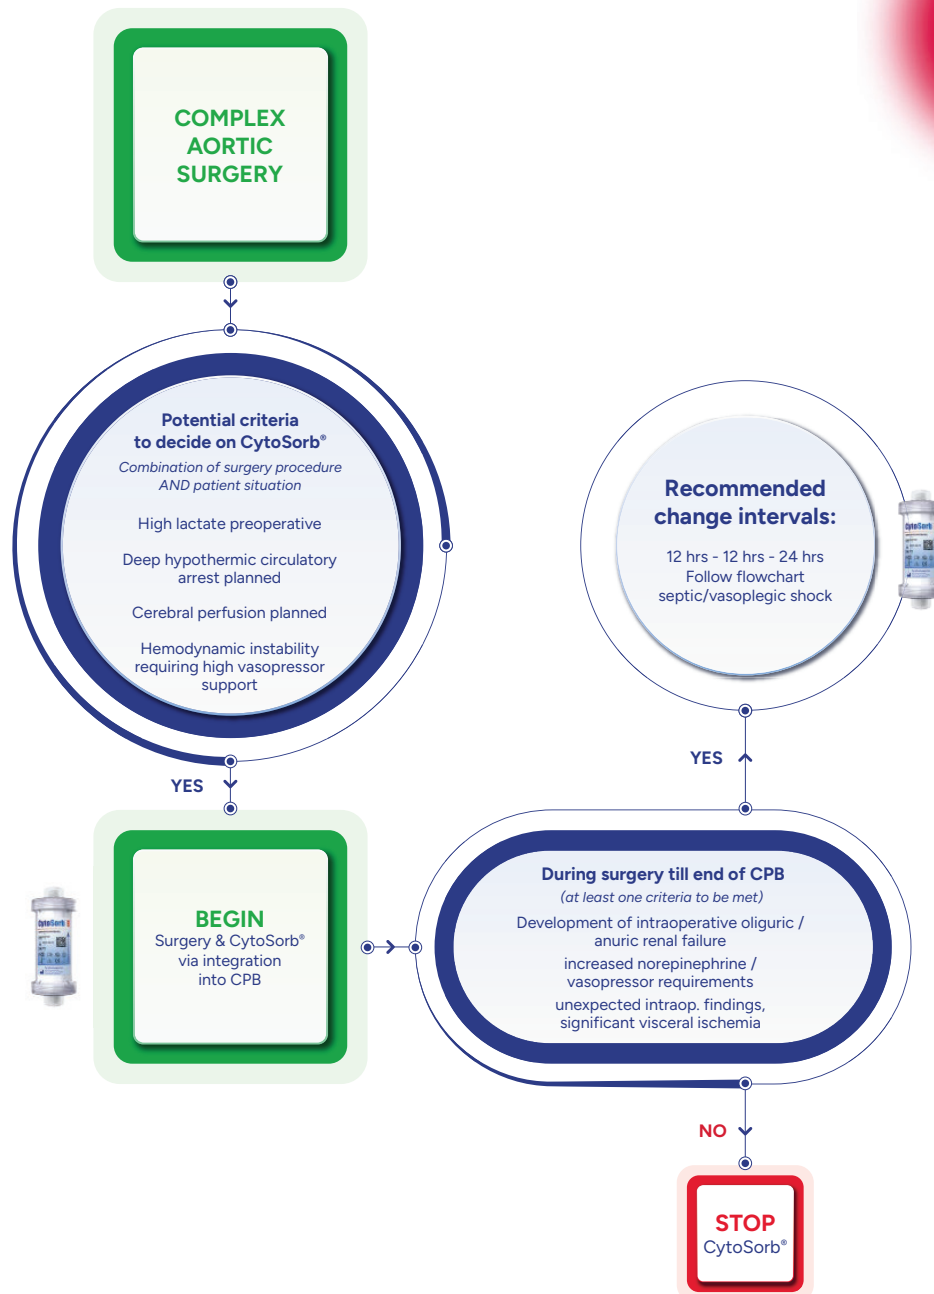 COMPLEX
AORTIC
SURGERY
Potential criteria
to decide on CytoSorb®
Combination of surgery procedure
AND patient situation
High lactate preoperative
Deep hypothermic circulatory
arrest planned
Cerebral perfusion planned
Hemodynamic instability
requiring high vasopressor
support
YES
BEGIN
Surgery & CytoSorb®
via integration
into CPB
CytoSorb
During surgery till end of CPB
(at least one criteria to be met)
Development of intraoperative oliguric /
anuric renal failure
increased norepinephrine /
vasopressor requirements
unexpected intraop. findings,
significant visceral ischemia
YES
Recommended
change intervals:
12 hrs - 12 hrs - 24 hrs
Follow flowchart
septic/vasoplegic shock
CytoSorb
NO
STOP
CytoSorb®